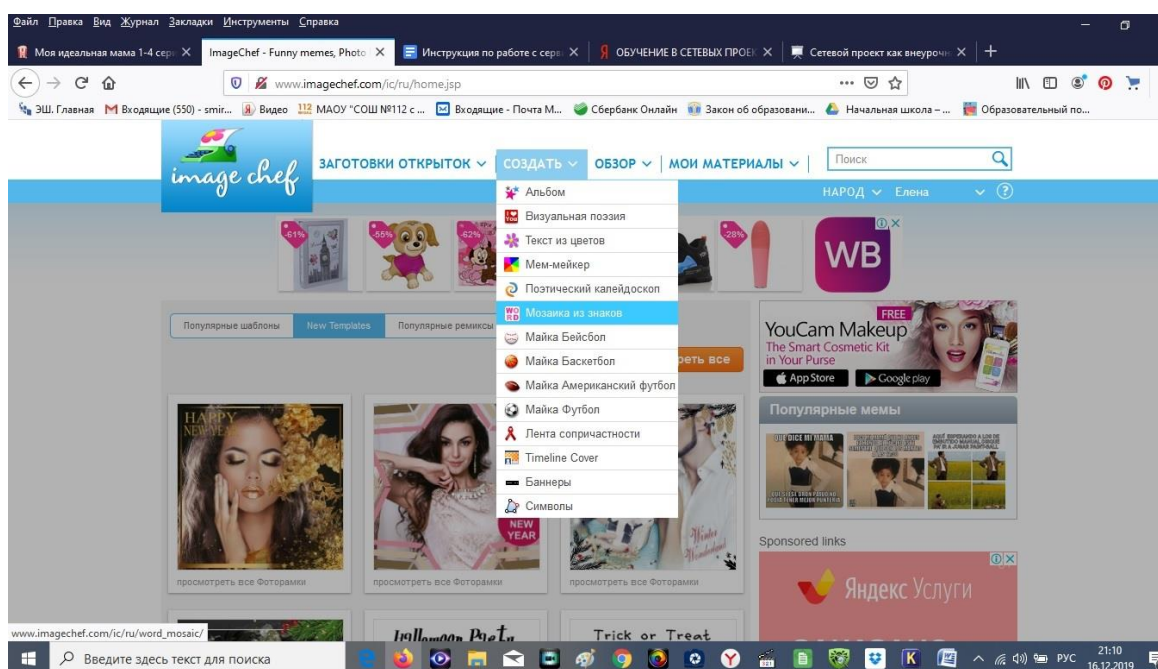 Файл Правка Вид Журнал Закладки Инструменты Справка
Моя идеальная мама 1-4 сери
ImageChef - Funny memes, Photo
Инструкция по работе с серв
ОБУЧЕНИЕ В СЕТЕВЫХ ПРОЕК
Сетевой проект как внеурочн
www.imagechef.com/ic/ru/home.jsp
ЭШ. Главная
Входящие (550) - smir...
Видео
МАОУ "СОШ №112 с ...
Входящие - Почта М...
Сбербанк Онлайн
Закон об образовани...
Начальная школа – ...
Образовательный по...
image chef
ЗАГОТОВКИ ОТКРЫТОК
СОЗДАТЬ
ОБЗОР
МОИ МАТЕРИАЛЫ
Поиск
НАРОД
Елена
?
Альбом
Визуальная поэзия
Текст из цветов
Мем-мейкер
Поэтический калейдоскоп
Мозаика из знаков
Майка Бейсбол
Майка Баскетбол
Майка Американский футбол
Майка Футбол
Лента сопричастности
Timeline Cover
Баннеры
Символы
-61%
-55%
-62%
-28%
WB
Популярные шаблоны
New Templates
Популярные ремиксы
реть все
FREE
YouCam Makeup
The Smart Cosmetic Kit
in Your Purse
App Store
Google play
Популярные мемы
QUE DICE MI MAMA
HAPPY
NEW YEAR
NEW
YEAR
Winter
Wonderland
просмотреть все Фоторамки
просмотреть все Фоторамки
просмотреть все Фоторамки
Sponsored links
Яндекс Услуги
www.imagechef.com/ic/ru/word_mosaic/
Trick or Treat
Введите здесь текст для поиска
РУС
21:10
16.12.2019